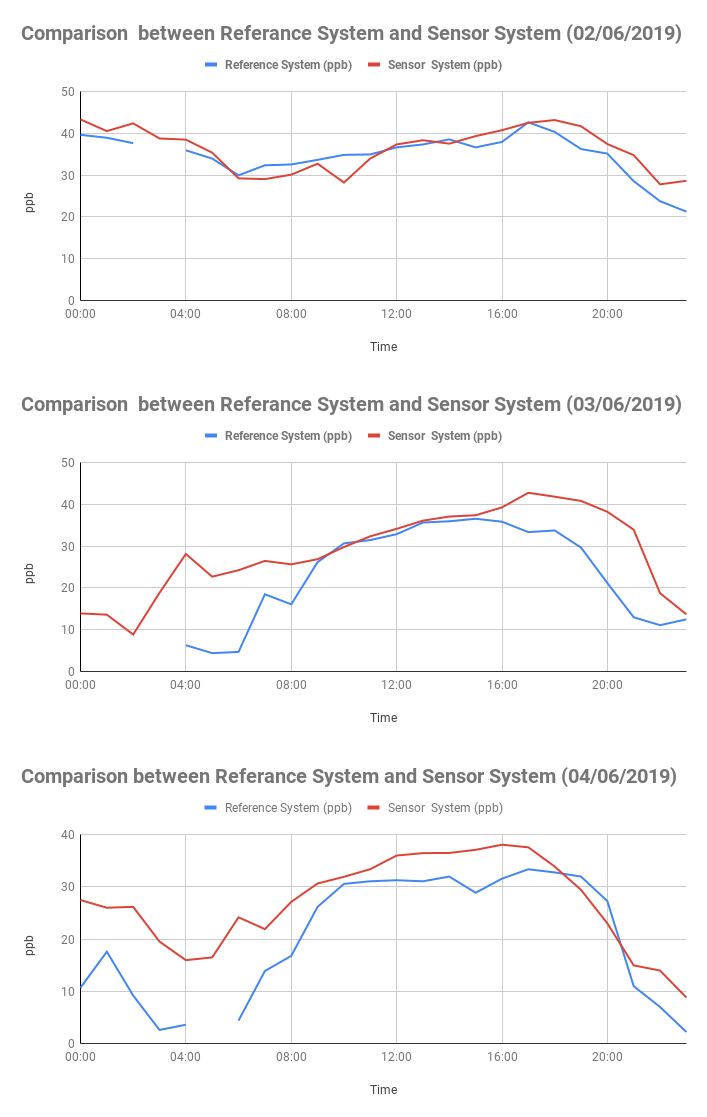 Comparison  between Referance System and Sensor System (02/06/2019)
Reference System (ppb) Sensor  System (ppb)
50
40
30
20
10
0
ppb
00:00 04:00 08:00 12:00 16:00 20:00
Time
Comparison  between Referance System and Sensor System (03/06/2019)
Reference System (ppb) Sensor  System (ppb)
50
40
30
20
10
0
ppb
00:00 04:00 08:00 12:00 16:00 20:00
Time
Comparison between Referance System and Sensor System (04/06/2019)
Reference System (ppb) Sensor  System (ppb)
40
30
20
10
0
ppb
00:00 04:00 08:00 12:00 16:00 20:00
Time